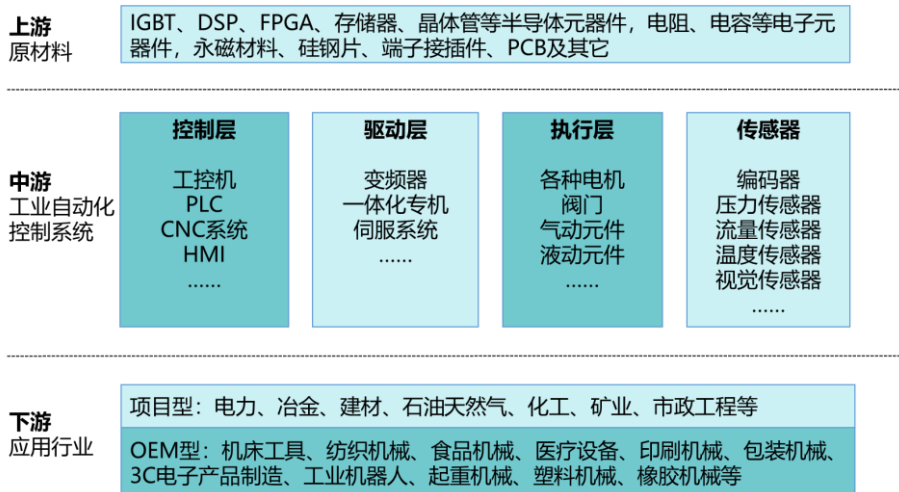 上游
原材料
IGBT、DSP、FPGA、存储器、晶体管等半导体元器件，电阻、电容等电子元
器件，永磁材料、硅钢片、端子接插件、PCB及其它
中游
工业自动化
控制系统
控制层
工控机
PLC
CNC系统
HMI
……
驱动层
变频器
一体化专机
伺服系统
……
执行层
各种电机
阀门
气动元件
液动元件
……
传感器
编码器
压力传感器
流量传感器
温度传感器
视觉传感器
……
下游
应用行业
项目型：电力、冶金、建材、石油天然气、化工、矿业、市政工程等
OEM型：机床工具、纺织机械、食品机械、医疗设备、印刷机械、包装机械、
3C电子产品制造、工业机器人、起重机械、塑料机械、橡胶机械等